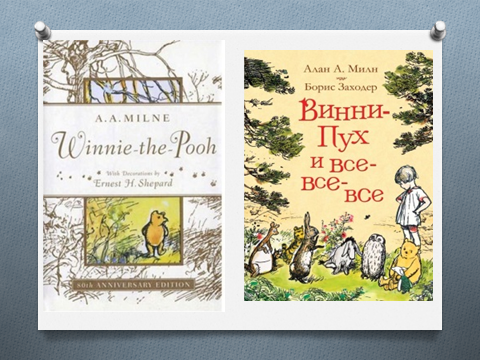 A.A.MILNE
Winnie-the-Pooh
With Decorations by
Ernest H. Shepard
80th ANNIVERSARY EDITION
Алан А. Милн
Борис Заходер
Винни-
Пух
и все-
все-
все